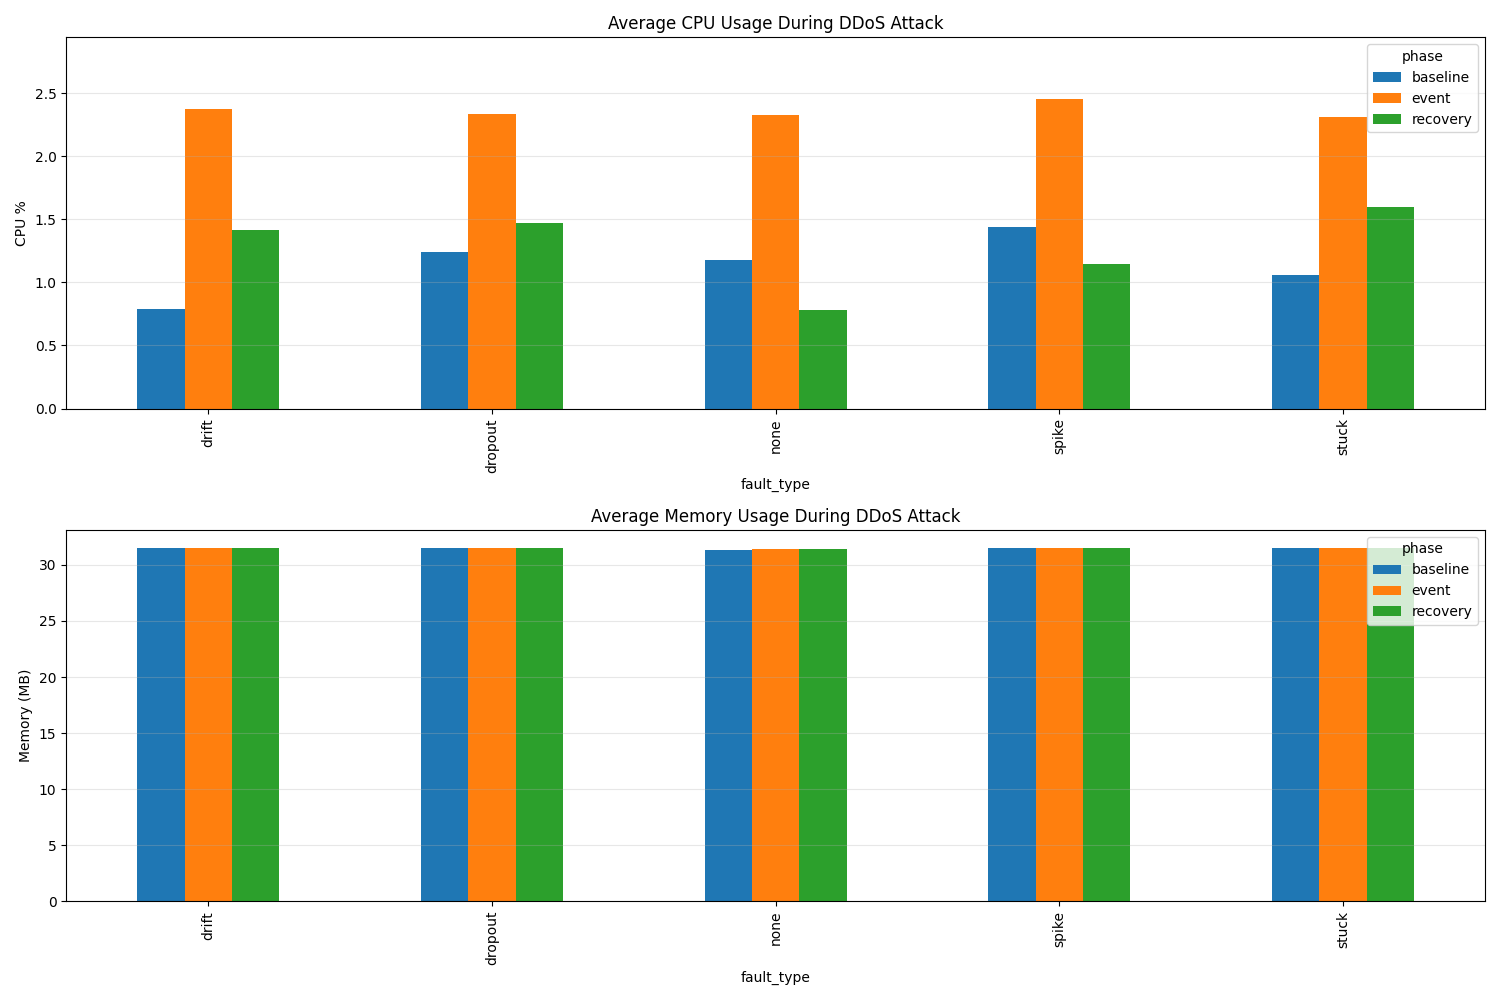 Average CPU Usage During DDoS Attack
CPU %
2.5
2.0
1.5
1.0
0.5
0.0
phase
baseline
event
recovery
drift
dropout
none
spike
stuck
fault_type
Average Memory Usage During DDoS Attack
Memory (MB)
30
25
20
15
10
5
0
phase
baseline
event
recovery
drift
dropout
none
spike
stuck
fault_type